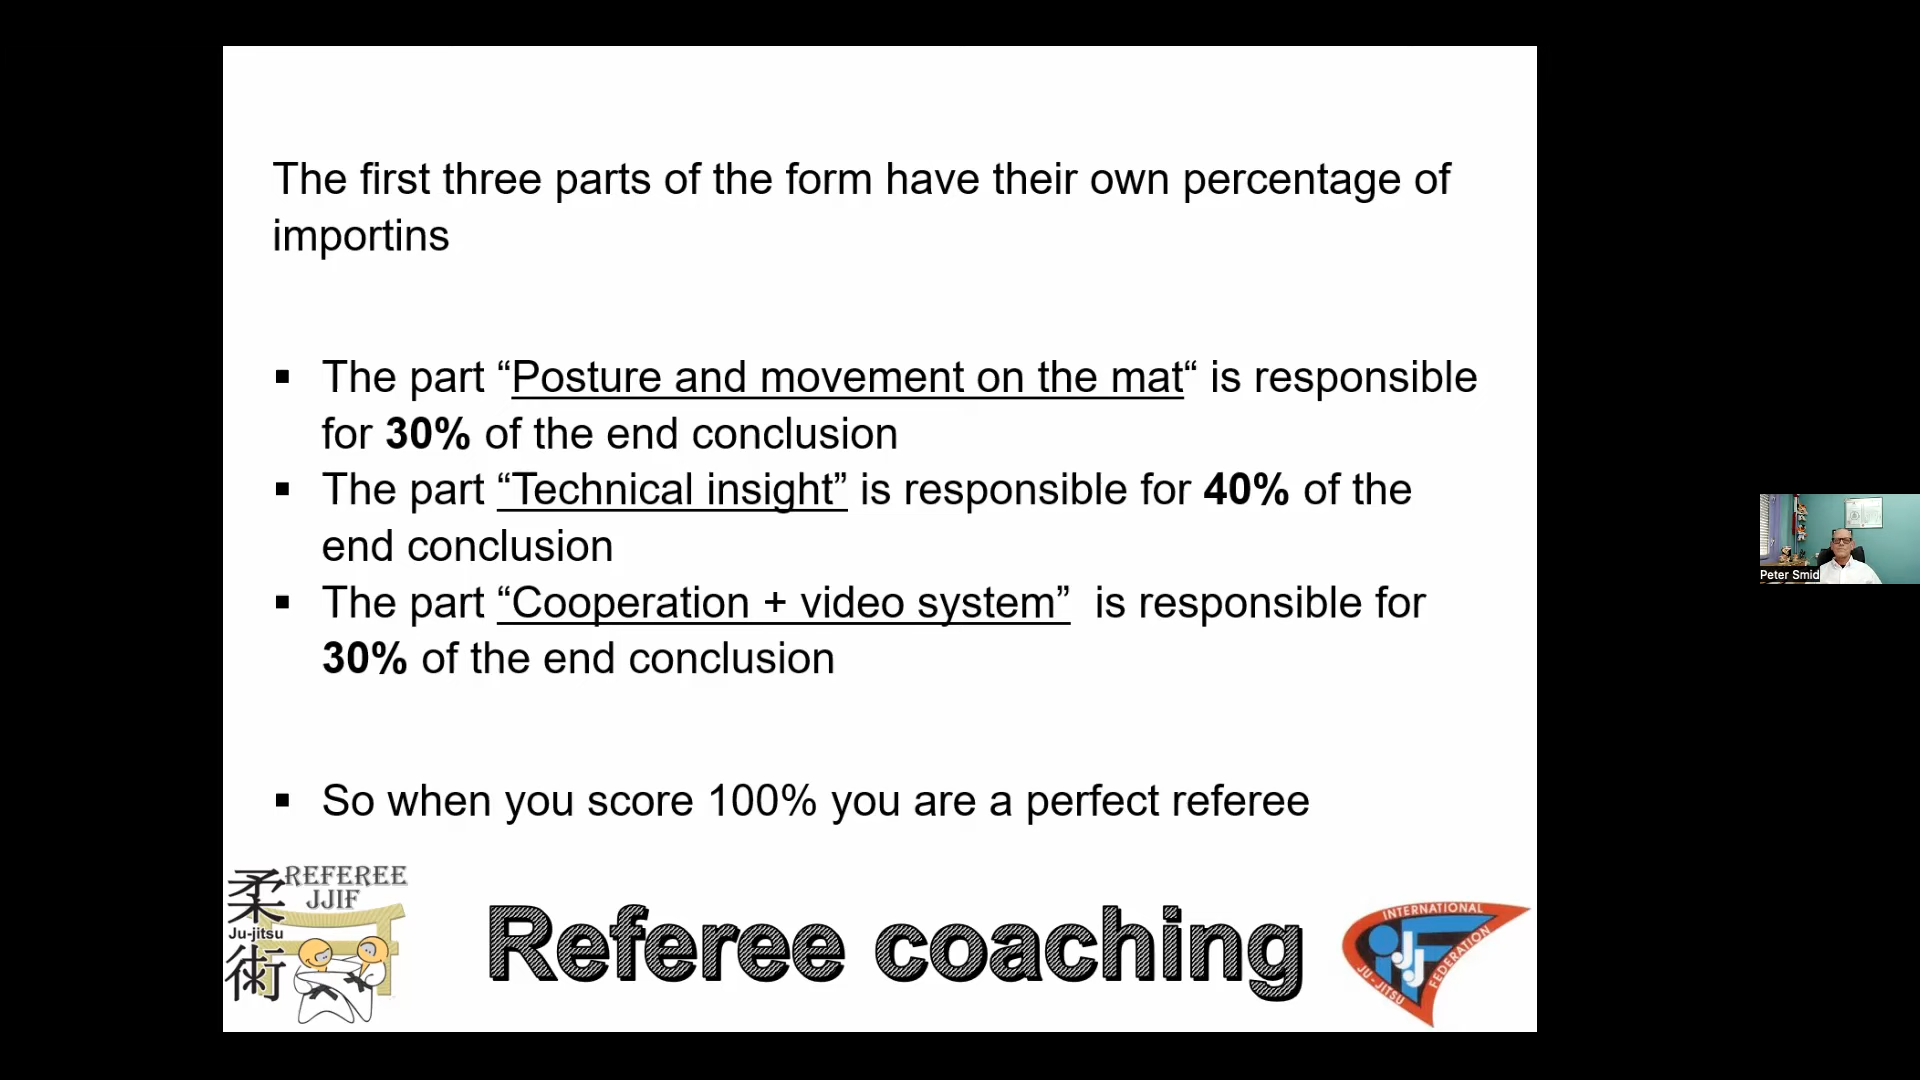 The first three parts of the form have their own percentage of
importins
▪ The part “Posture and movement on the mat“ is responsible
for 30% of the end conclusion
▪ The part “Technical insight” is responsible for 40% of the
end conclusion
▪ The part “Cooperation + video system” is responsible for
30% of the end conclusion
▪ So when you score 100% you are a perfect referee
柔術
REFEREE
JJIF
Ju-jitsu
Referee coaching
INTERNATIONAL
JJIF
JU-JITSU
FEDERATION
Peter Smid